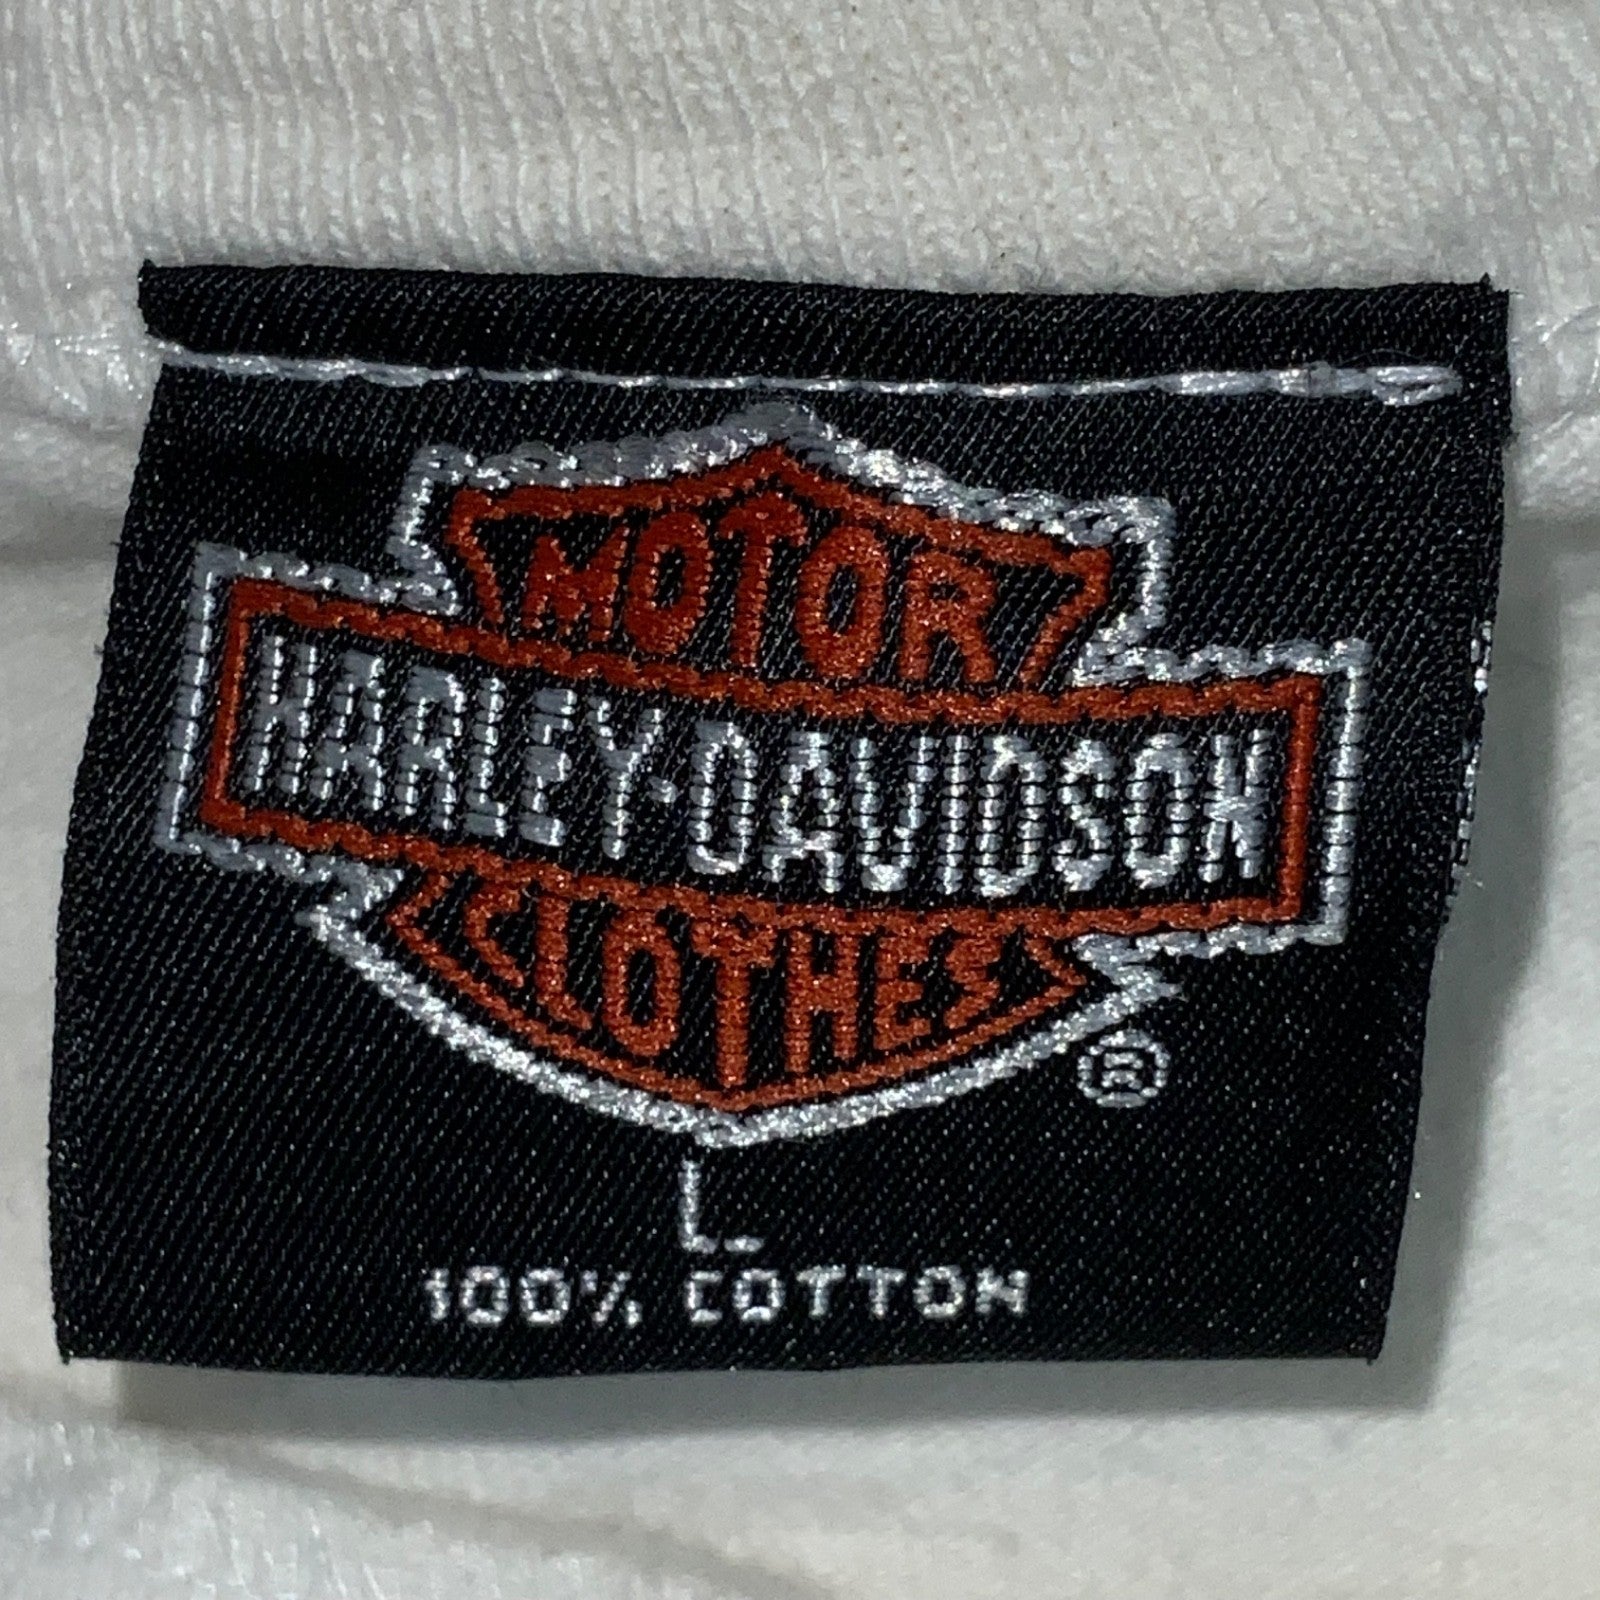 MOTOR
HARLEY-DAVIDSON
CLOTHES
®
L
100% COTTON